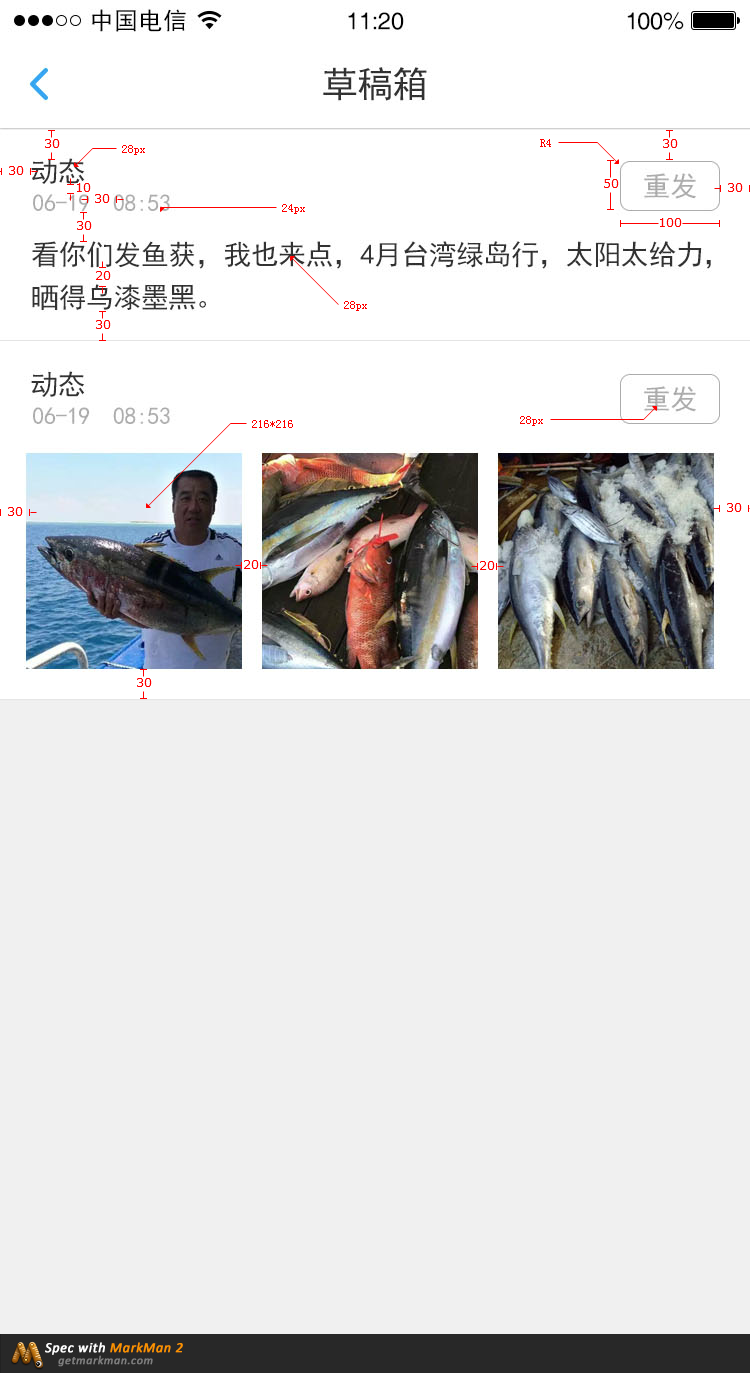 中国电信 11:20 100%
草稿箱
30 28px R4 30
30 动态 50 重发 30
10
06-19 08:53 30 24px 100
30
看你们发鱼获，我也来点，4月台湾绿岛行，太阳太给力，
20
晒得乌漆墨黑。 28px
30
动态 重发
06-19 08:53 216*216 28px
30 30
20 20
30
Spec with MarkMan 2
getmarkman.com